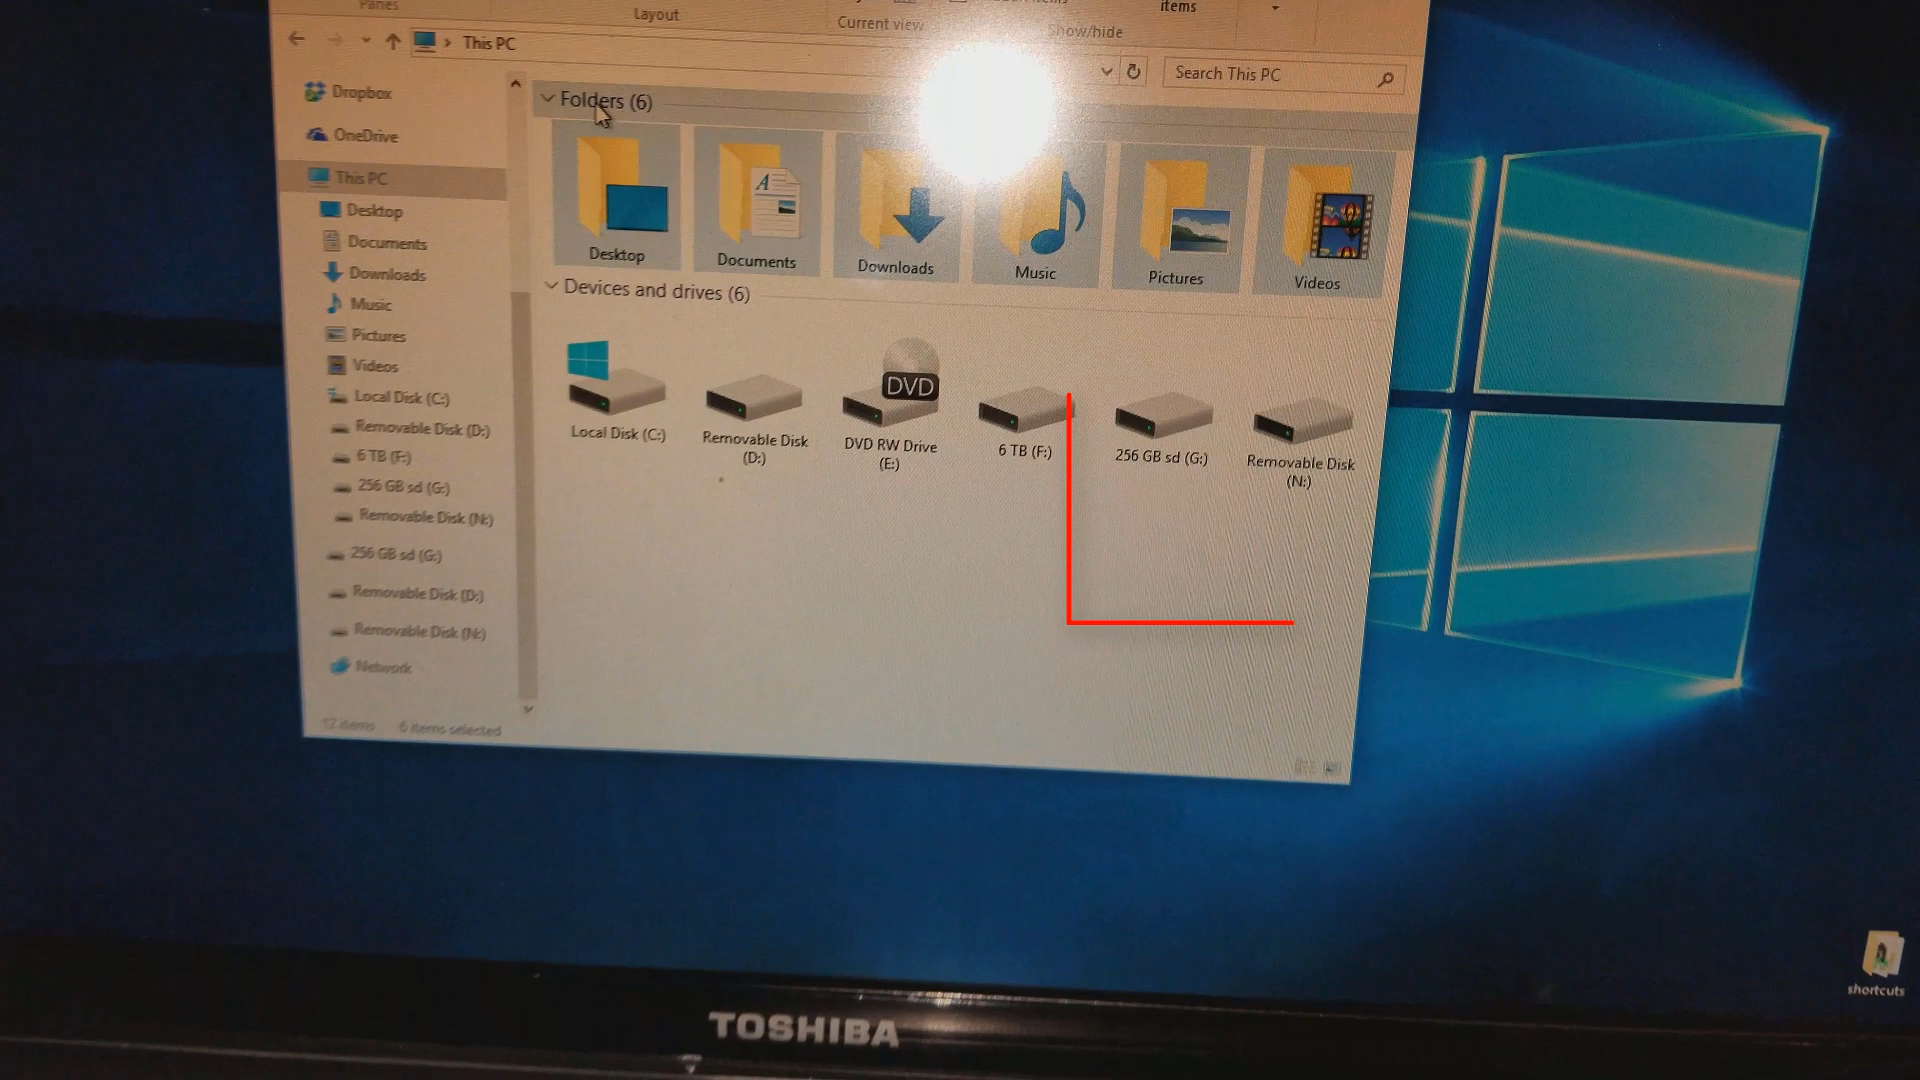 Panes
Layout
Current view
Show/hide
items
This PC
Search This PC
Dropbox
OneDrive
This PC
Desktop
Documents
Downloads
Music
Pictures
Videos
Local Disk (C:)
Removable Disk (D:)
6 TB (F:)
256 GB sd (G:)
Removable Disk (N:)
256 GB sd (G:)
Removable Disk (D:)
Removable Disk (N:)
Network
12 items 6 items selected
Folders (6)
Desktop
Documents
Downloads
Music
Pictures
Videos
Devices and drives (6)
Local Disk (C:)
Removable Disk
(D:)
DVD
DVD RW Drive
(E:)
6 TB (F:)
256 GB sd (G:)
Removable Disk
(N:)
shortcuts
TOSHIBA